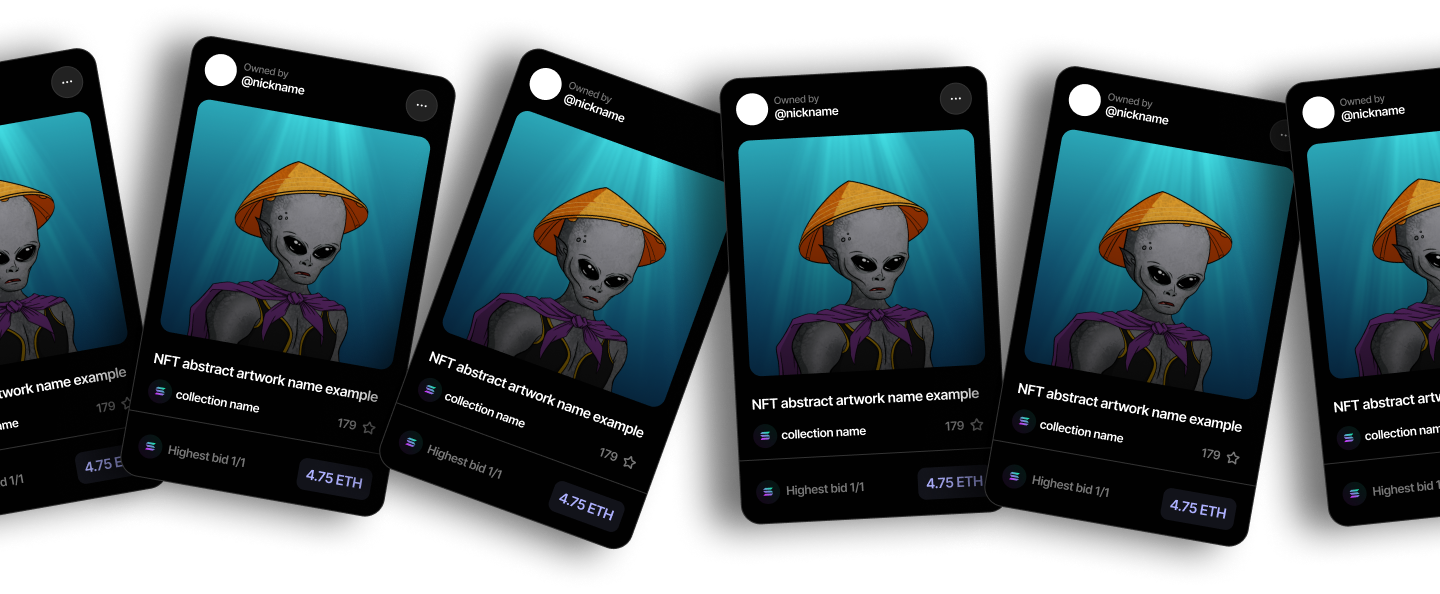 twork name example
179
ame
d 1/1
4.75 E
Owned by
@nickname
NFT abstract artwork name example
collection name
179
Highest bid 1/1
4.75 ETH
Owned by
@nickname
NFT abstract artwork name example
collection name
179
Highest bid 1/1
4.75 ETH
Owned by
@nickname
NFT abstract artwork name example
collection name
179
Highest bid 1/1
4.75 ETH
Owned by
@nickname
NFT abstract artwork name example
collection name
179
Highest bid 1/1
4.75 ETH
Owned by
@nickname
NFT abstract artw
collection nam
Highest bid 1